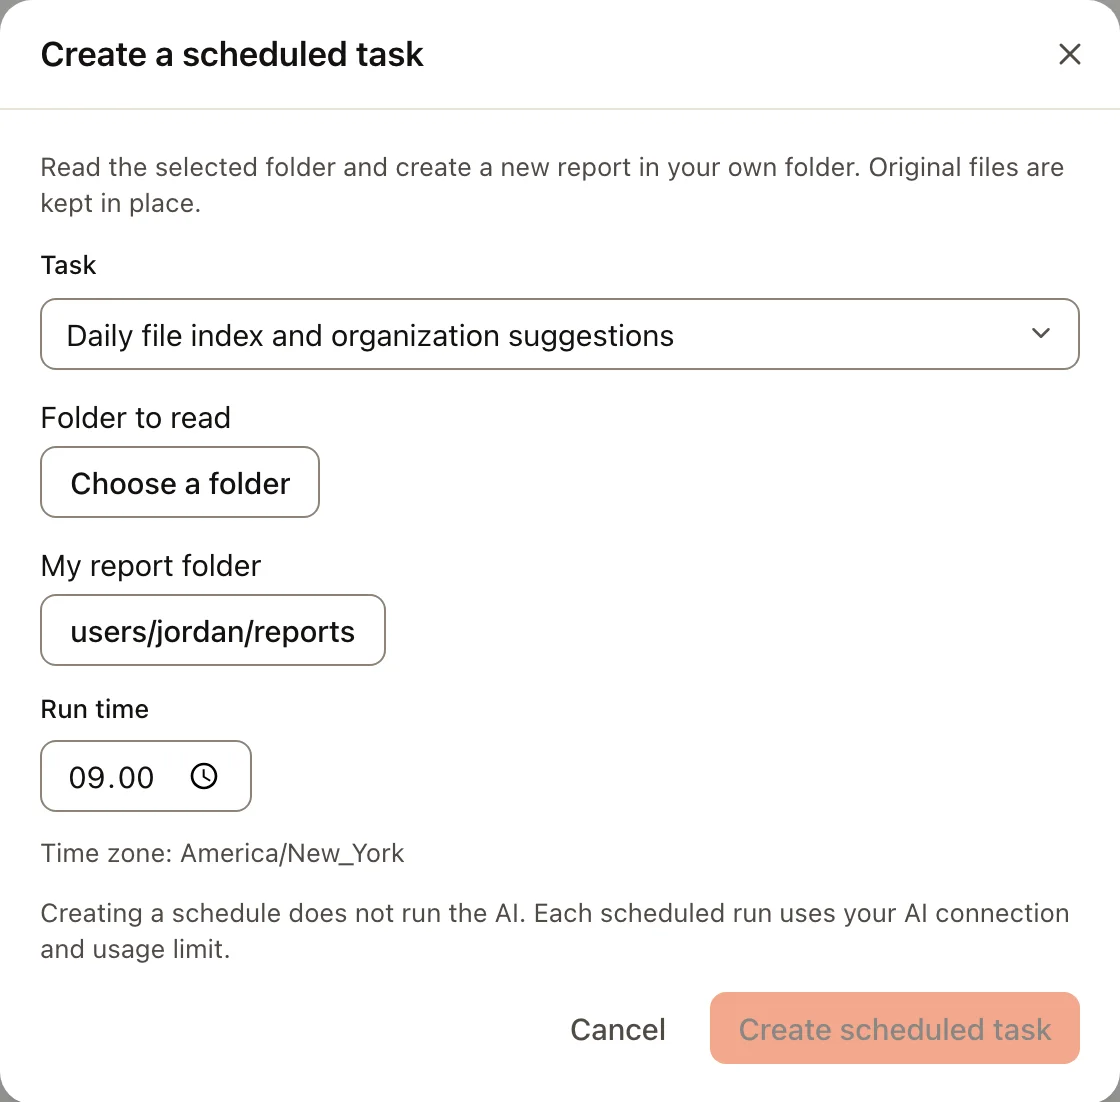 Create a scheduled task
Read the selected folder and create a new report in your own folder. Original files are
kept in place.
Task
Daily file index and organization suggestions
Folder to read
Choose a folder
My report folder
users/jordan/reports
Run time
09.00
Time zone: America/New_York
Creating a schedule does not run the AI. Each scheduled run uses your AI connection
and usage limit.
Cancel
Create scheduled task